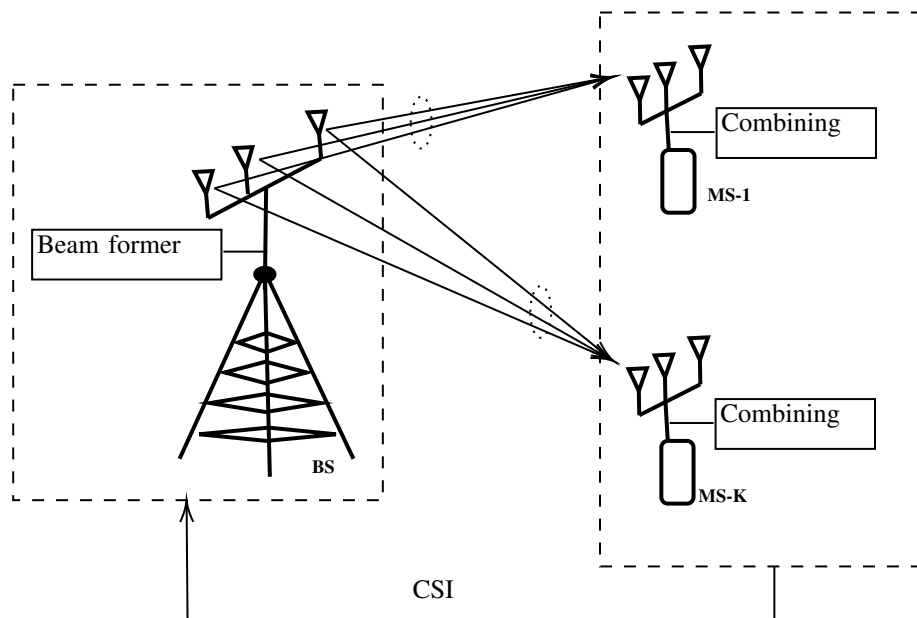 Combining
MS-1
Beam former
BS
Combining
MS-K
CSI